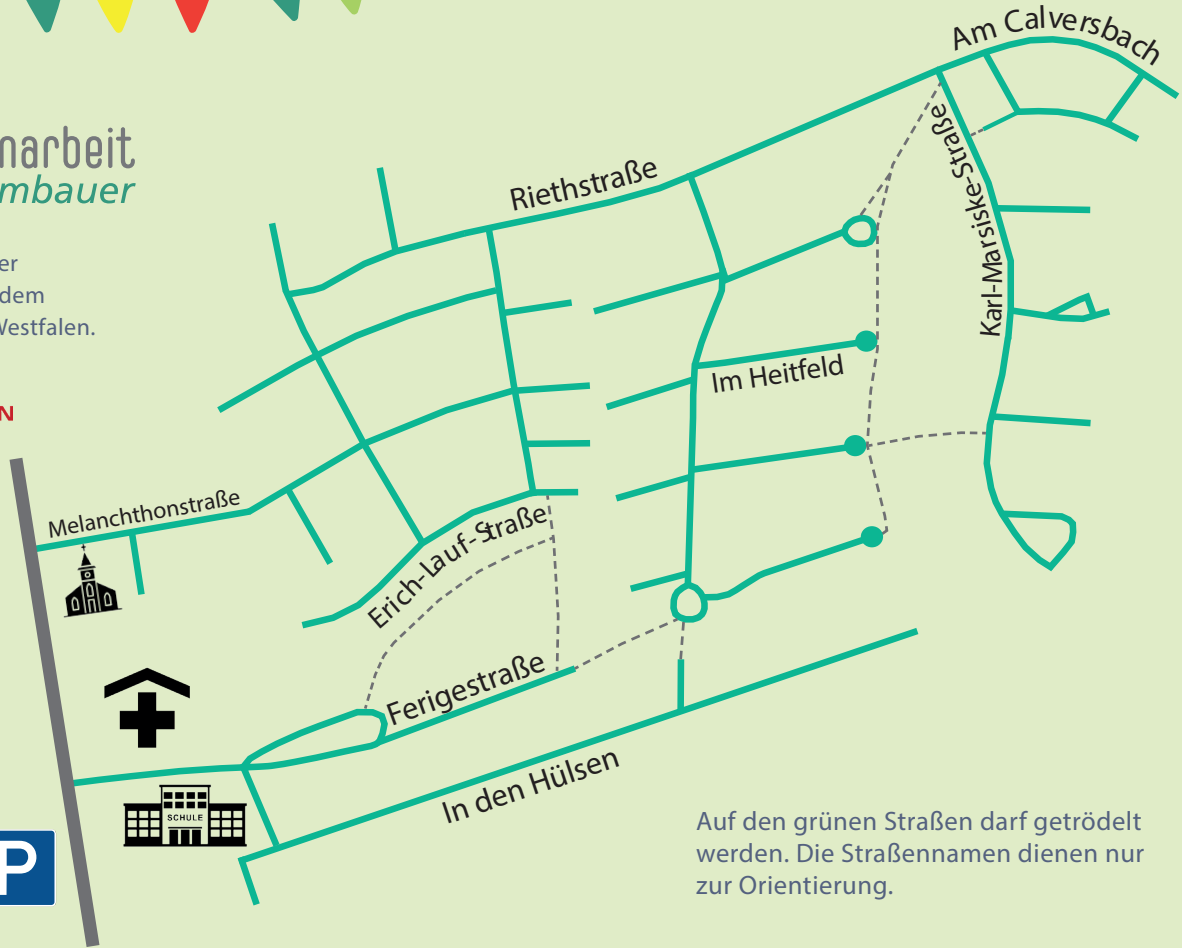 Am Calversbach
narbeit
mbauer
Riethstraße
Karl-Marsiske-Straße
er
dem
Westfalen.
Im Heitfeld
N
Melanchthonstraße
Erich-Lauf-Straße
Ferigestraße
In den Hülsen
SCHULE
P
Auf den grünen Straßen darf getrödelt
werden. Die Straßennamen dienen nur
zur Orientierung.